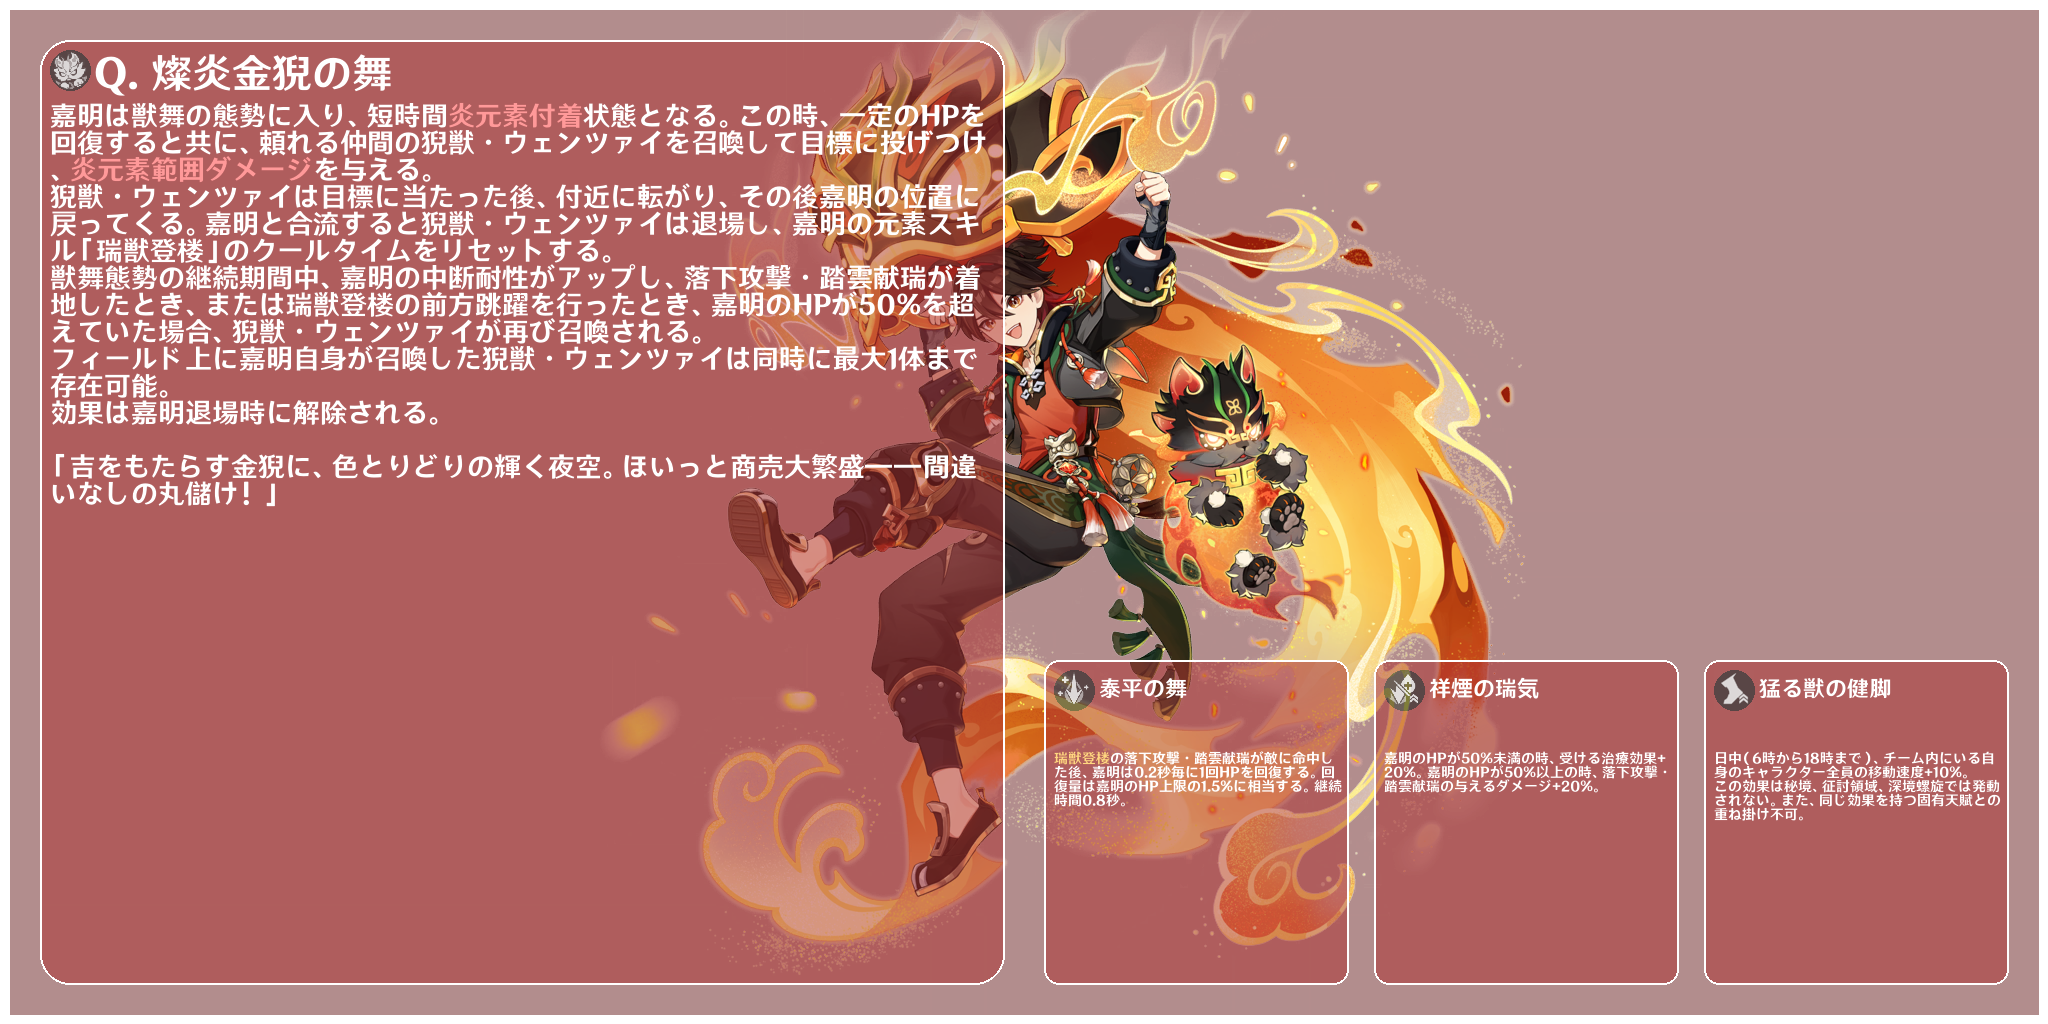 Q. 燦炎金猊の舞
嘉明は獣舞の態勢に入り、短時間炎元素付着状態となる。この時、一定のHPを
回復すると共に、頼れる仲間の猊獣・ウェンツァイを召喚して目標に投げつけ
、炎元素範囲ダメージを与える。
猊獣・ウェンツァイは目標に当たった後、付近に転がり、その後嘉明の位置に
戻ってくる。嘉明と合流すると猊獣・ウェンツァイは退場し、嘉明の元素スキ
ル「瑞獣登楼」のクールタイムをリセットする。
獣舞態勢の継続期間中、嘉明の中断耐性がアップし、落下攻撃・踏雲献瑞が着
地したとき、または瑞獣登楼の前方跳躍を行ったとき、嘉明のHPが50%を超
えていた場合、猊獣・ウェンツァイが再び召喚される。
フィールド上に嘉明自身が召喚した猊獣・ウェンツァイは同時に最大1体まで
存在可能。
効果は嘉明退場時に解除される。
「吉をもたらす金猊に、色とりどりの輝く夜空。ほいっと商売大繁盛——間違
いなしの丸儲け！」
泰平の舞
瑞獣登楼の落下攻撃・踏雲献瑞が敵に命中し
た後、嘉明は0.2秒毎に1回HPを回復する。回
復量は嘉明のHP上限の1.5%に相当する。継続
時間0.8秒。
祥煙の瑞気
嘉明のHPが50%未満の時、受ける治療効果+
20%。嘉明のHPが50%以上の時、落下攻撃・
踏雲献瑞の与えるダメージ+20%。
猛る獣の健脚
日中(6時から18時まで)、チーム内にいる自
身のキャラクター全員の移動速度+10%。
この効果は秘境、征討領域、深境螺旋では発動
されない。また、同じ効果を持つ固有天賦との
重ね掛け不可。